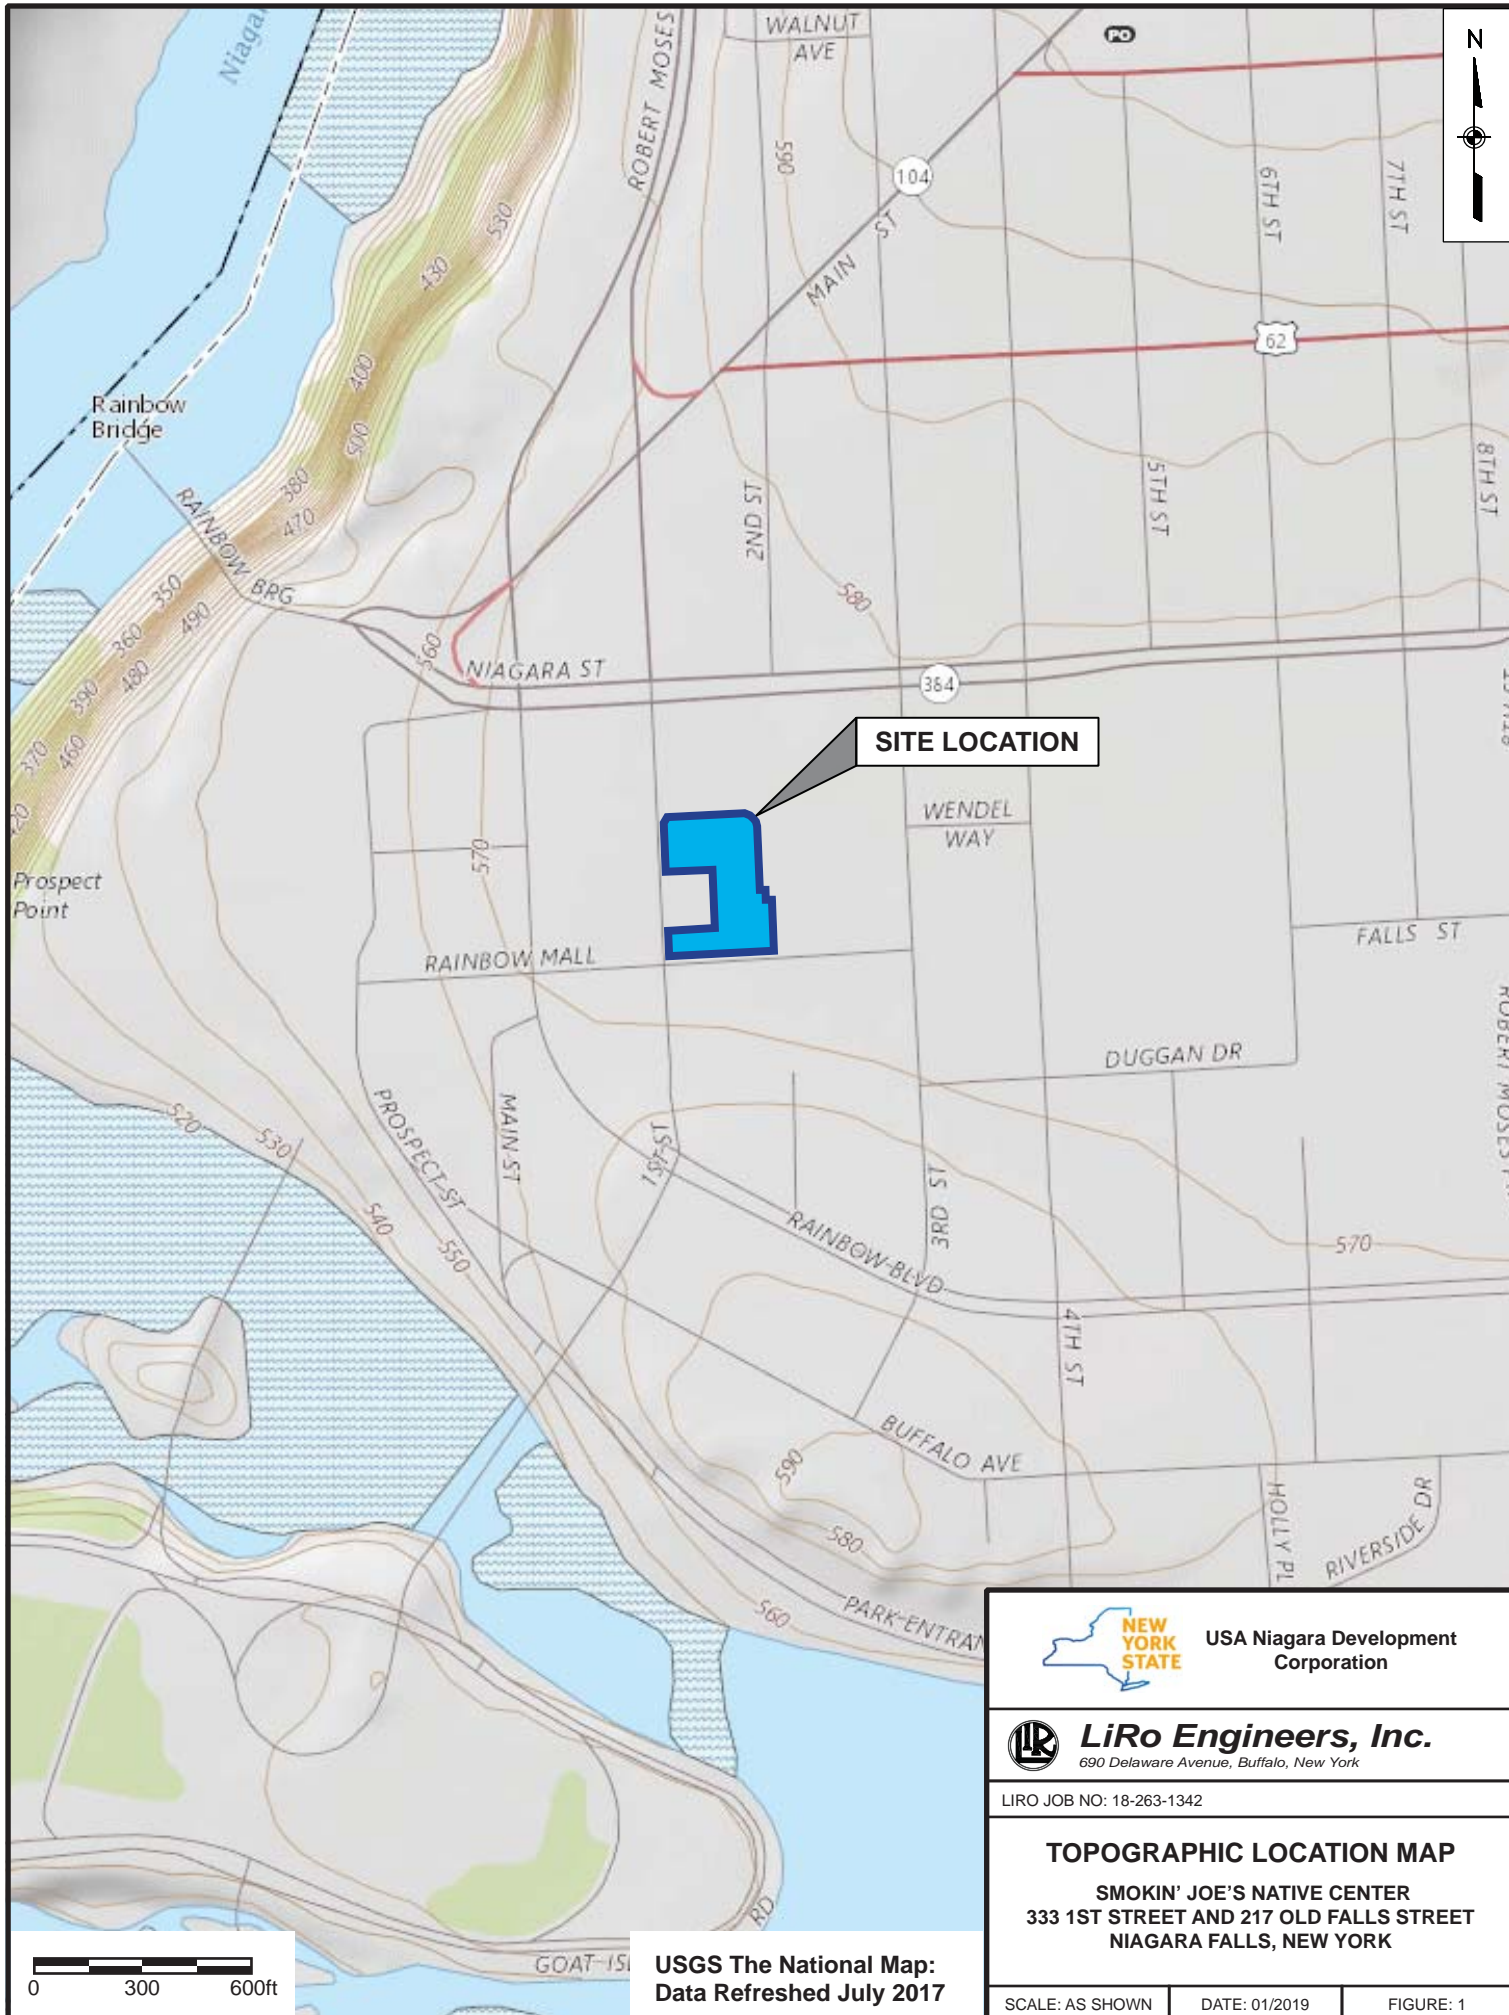 Niaga
ROBERT MOSES
WALNUT
AVE
PO
N
590
104
6TH ST
7TH ST
MAIN ST
530
430
62
400
Rainbow
Bridge
500
380
470
RAINBOW BRG
2ND ST
5TH ST
8TH ST
350
360
490
580
560
390
480
NIAGARA ST
384
370
460
SITE LOCATION
WENDEL
WAY
570
Prospect
Point
RAINBOW MALL
FALLS ST
ROBERT MOSES
DUGGAN DR
520
530
PROSPECT ST
MAIN ST
1ST ST
540
550
3RD ST
RAINBOW BLVD
570
4TH ST
BUFFALO AVE
590
580
HOLLY PL
RIVERSIDE DR
560
PARK ENTRAN
NEW
YORK
STATE
USA Niagara Development
Corporation
LiRo Engineers, Inc.
690 Delaware Avenue, Buffalo, New York
LIRO JOB NO: 18-263-1342
TOPOGRAPHIC LOCATION MAP
SMOKIN' JOE'S NATIVE CENTER
333 1ST STREET AND 217 OLD FALLS STREET
NIAGARA FALLS, NEW YORK
RD
GOAT ISL
0 300 600ft
USGS The National Map:
Data Refreshed July 2017
SCALE: AS SHOWN
DATE: 01/2019
FIGURE: 1